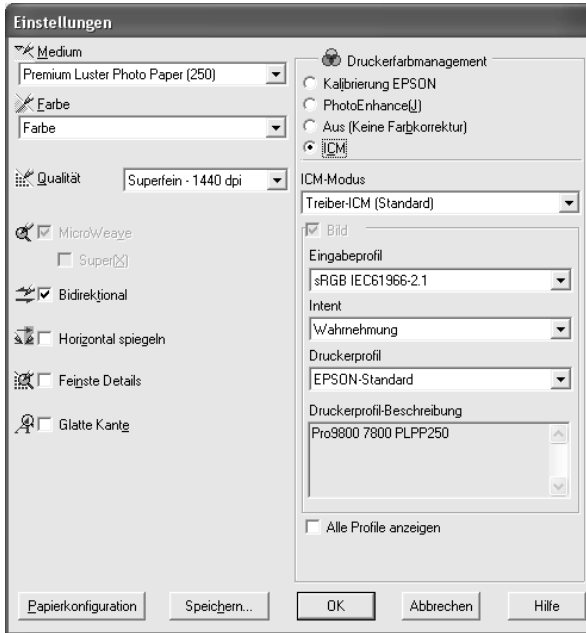 Einstellungen
Medium
Premium Luster Photo Paper (250)
Farbe
Farbe
Qualität
Superfein - 1440 dpi
MicroWeave
Super(X)
Bidirektional
Horizontal spiegeln
Feinste Details
Glatte Kante
Druckerfarbmanagement
Kalibrierung EPSON
PhotoEnhance(J)
Aus (Keine Farbkorrektur)
ICM
ICM-Modus
Treiber-ICM (Standard)
Bild
Eingabeprofil
sRGB IEC61966-2.1
Intent
Wahrnehmung
Druckerprofil
EPSON-Standard
Druckerprofil-Beschreibung
Pro9800 7800 PLPP250
Alle Profile anzeigen
Papierkonfiguration
Speichern...
OK
Abbrechen
Hilfe